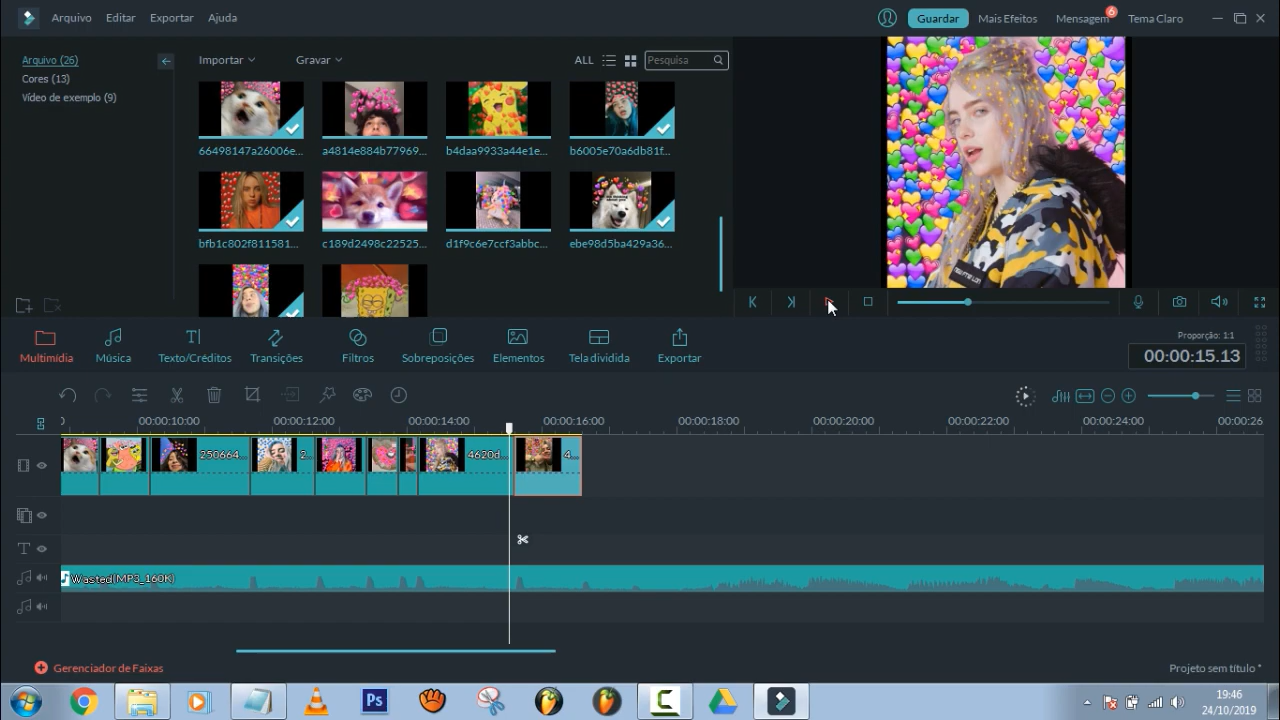 Arquivo Editar Exportar Ajuda
Guardar Mais Efeitos Mensagem 6 Tema Claro
Arquivo (26)
Cores (13)
Vídeo de exemplo (9)
Importar Gravar ALL Pesquisa
66498147a26006e... a4814e884b77969... b4daa9933a44e1e... b6005e70a6db81f...
bfb1c802f811581... c189d2498c22525... d1f9c6e7ccf3abbc... ebe98d5ba429a36...
Multimídia Música Texto/Créditos Transições Filtros Sobreposições Elementos Tela dividida Exportar
Proporção: 1:1
00:00:15.13
0 00:00:10:00 00:00:12:00 00:00:14:00 00:00:16:00 00:00:18:00 00:00:20:00 00:00:22:00 00:00:24:00 00:00:26
250664... 2... 4620d... 4...
T
Wasted(MP3_160K)
Gerenciador de Faixas
Projeto sem título *
Ps
19:46
24/10/2019